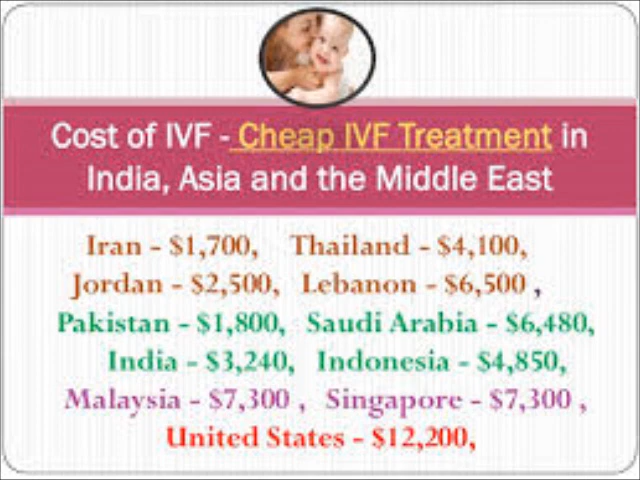 Cost of IVF - Cheap IVF Treatment in
India, Asia and the Middle East
Iran - $1,700, Thailand - $4,100,
Jordan - $2,500, Lebanon - $6,500 ,
Pakistan - $1,800, Saudi Arabia - $6,480,
India - $3,240, Indonesia - $4,850,
Malaysia - $7,300 , Singapore - $7,300 ,
United States - $12,200,